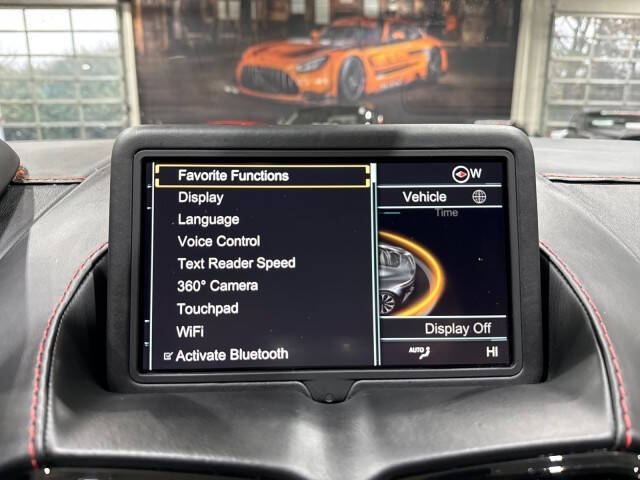 Favorite Functions
Display
Language
Voice Control
Text Reader Speed
360° Camera
Touchpad
WiFi
Activate Bluetooth
W
Vehicle
Time
Display Off
AUTO
HI